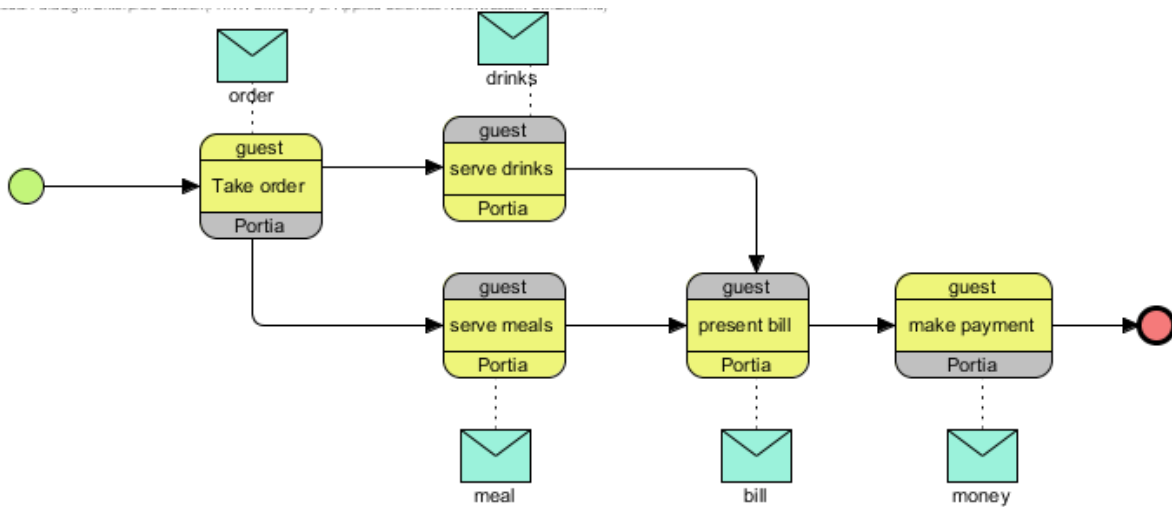 order
drinks
guest
Take order
Portia
guest
serve drinks
Portia
guest
serve meals
Portia
guest
present bill
Portia
guest
make payment
Portia
meal
bill
money